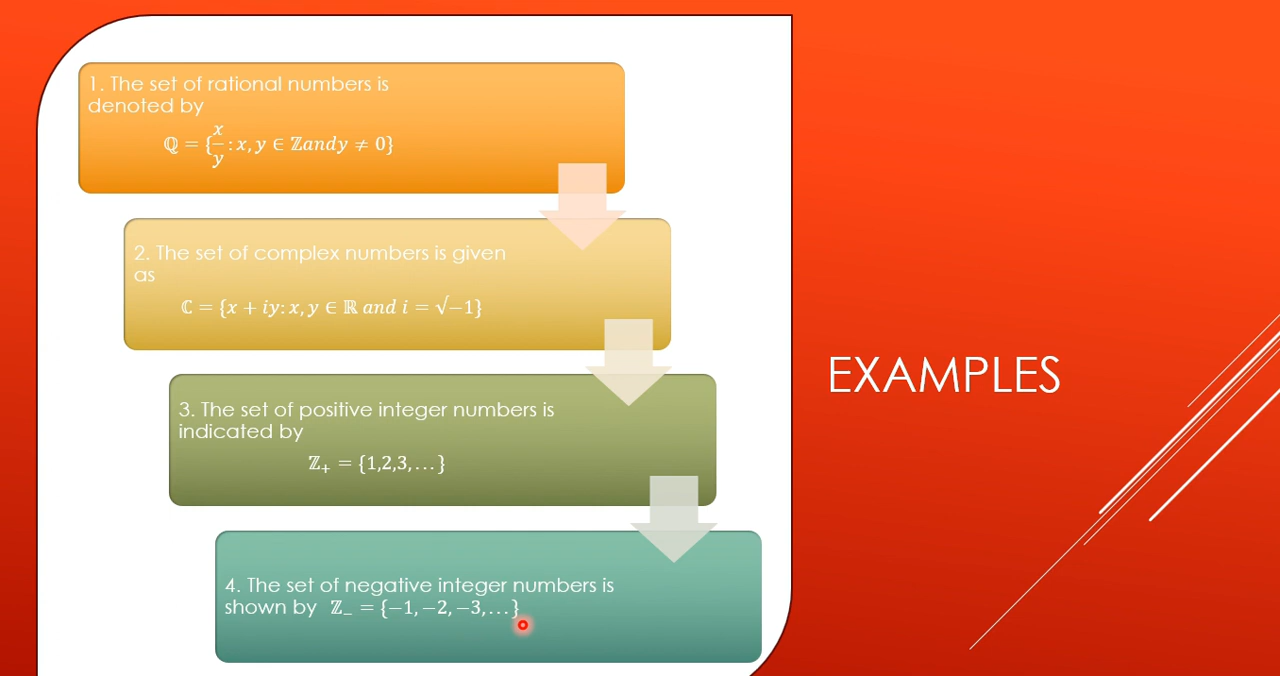 1. The set of rational numbers is
denoted by
ℚ = {x/y : x, y ∈ ℤandy ≠ 0}
2. The set of complex numbers is given
as
ℂ = {x + iy: x, y ∈ ℝ and i = √−1}
3. The set of positive integer numbers is
indicated by
ℤ₊ = {1,2,3, … }
4. The set of negative integer numbers is
shown by ℤ₋ = {−1, −2, −3, … }
EXAMPLES